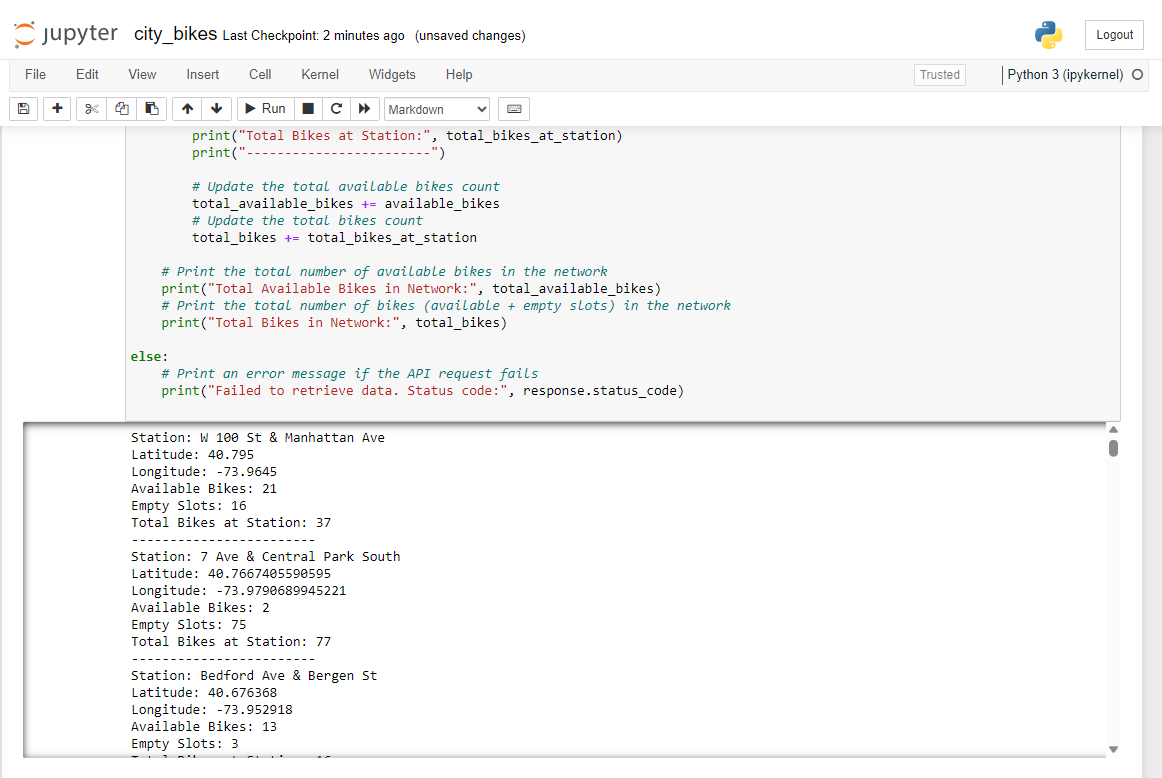 jupyter city_bikes Last Checkpoint: 2 minutes ago (unsaved changes)
Logout
File Edit View Insert Cell Kernel Widgets Help Trusted Python 3 (ipykernel)
Run Markdown
print("Total Bikes at Station:", total_bikes_at_station)
print("------------------------")
# Update the total available bikes count
total_available_bikes += available_bikes
# Update the total bikes count
total_bikes += total_bikes_at_station
# Print the total number of available bikes in the network
print("Total Available Bikes in Network:", total_available_bikes)
# Print the total number of bikes (available + empty slots) in the network
print("Total Bikes in Network:", total_bikes)
else:
# Print an error message if the API request fails
print("Failed to retrieve data. Status code:", response.status_code)
Station: W 100 St & Manhattan Ave
Latitude: 40.795
Longitude: -73.9645
Available Bikes: 21
Empty Slots: 16
Total Bikes at Station: 37
------------------------
Station: 7 Ave & Central Park South
Latitude: 40.7667405590595
Longitude: -73.9790689945221
Available Bikes: 2
Empty Slots: 75
Total Bikes at Station: 77
------------------------
Station: Bedford Ave & Bergen St
Latitude: 40.676368
Longitude: -73.952918
Available Bikes: 13
Empty Slots: 3